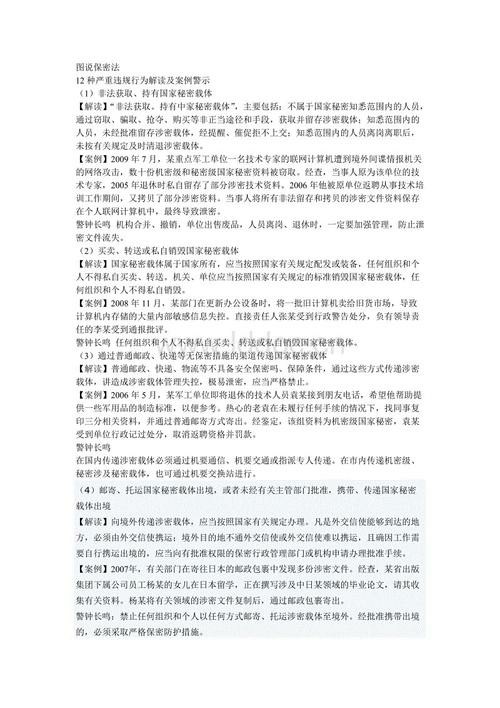 图说保密法
12 种严重违规行为解读及案例警示
（1）非法获取、持有国家秘密载体
【解读】“非法获取。持有中家秘密载体”，主要包括：不属于国家秘密知悉范围内的人员，
通过窃取、骗取、抢夺、购买等非正当途径和手段，获取并留存涉密载体；知悉范围内的人
员，未经批准留存涉密载体，经提醒、催促拒不上交；知悉范围内的人员离岗离职后，
未按有关规定及时清退涉密载体。
【案例】2009 年 7 月，某重点军工单位一名技术专家的联网计算机遭到境外间谍情报机关
的网络攻击，数十份机密级和秘密级国家秘密资料被窃取。经查，当事人原为该单位的技
术专家，2005 年退休时私自留存了部分涉密技术资料。2006 年他被原单位返聘从事技术培
训工作期间，又拷贝了部分涉密资料。当事人将所有非法留存和拷贝的涉密文件资料保存
在个人联网计算机中，最终导致泄密。
警钟长鸣 机构合并、撤销，单位出售废品，人员离岗、退休时，一定要加强管理，防止泄
密文件流失。
（2）买卖、转送或私自销毁国家秘密载体
【解读】国家秘密载体属于国家所有，应当按照国家有关规定配发或装备，任何组织和个
人不得私自买卖、转送。机关、单位应当按照国家有关规定的标准销毁国家秘密载体，任
何组织和个人不得私自销毁。
【案例】2008 年 11 月，某部门在更新办公设备时，将一批旧计算机卖给旧货市场，导致
计算机内存储的大量内部敏感信息失控。直接责任人张某受到行政警告处分，负有领导责
任的李某受到通报批评。
警钟长鸣 任何组织和个人不得私自买卖、转送或私自销毁国家秘密载体。
（3）通过普通邮政、快递等无保密措施的渠道传递国家秘密载体
【解读】普通邮政、快递、物流等不具备安全保密吗、保障条件，通过这些方式传递涉密
载体，讲造成涉密载体管理失控，极易泄密，应当严格禁止。
【案例】2006 年 5 月，某军工单位即将退休的技术人员袁某接到朋友电话，希望他帮助提
供一些军用品的制造标准，以便参考。热心的老袁在未履行任何手续的情况下，找同事复
印三分相关资料，并通过普通邮寄方式寄出。经鉴定，该组资料为机密级国家秘密，袁某
受到单位行政记过处分，取消返聘资格并罚款。
警钟长鸣
在国内传递涉密载体必须通过机要通信、机要交通或指派专人传递。在市内传递机密级、
秘密涉及秘密载体，也可通过机要交换站进行。
（4）邮寄、托运国家秘密载体出境，或者未经有关主管部门批准，携带、传递国家秘密
载体出境
【解读】向境外传递涉密载体，应当按照国家有关规定办理。凡是外交信使能够到达的地
方，必须由外交信使携运；境外目的地不通外交信使或外交信使难以携运，且确因工作需
要自行携运出境的，应当向有批准权限的保密行政管理部门或机构申请办理批准手续。
【案例】2007年，有关部门在寄往日本的邮政包裹中发现多份涉密文件。经查，某省出版
集团下属公司员工杨某的女儿在日本留学，正在撰写涉及中日某领域的毕业论文，请其收
集有关资料。杨某将有关领域的涉密文件复制后，通过邮政包裹寄出。
警钟长鸣：禁止任何组织和个人以任何方式邮寄、托运涉密载体至境外。经批准携带出境
的，必须采取严格保密防护措施。